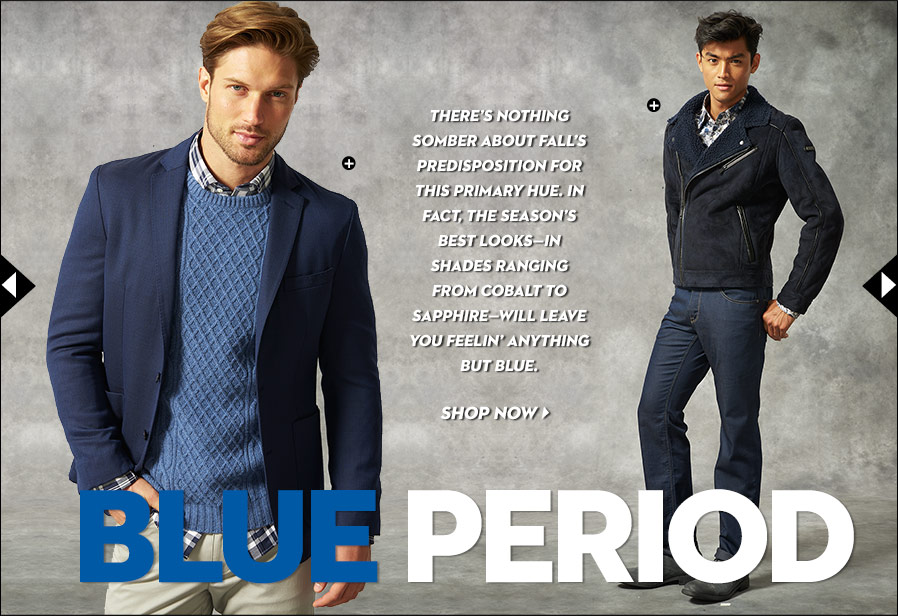 THERE'S NOTHING
SOMBER ABOUT FALL'S
PREDISPOSITION FOR
THIS PRIMARY HUE. IN
FACT, THE SEASON'S
BEST LOOKS—IN
SHADES RANGING
FROM COBALT TO
SAPPHIRE—WILL LEAVE
YOU FEELIN' ANYTHING
BUT BLUE.
SHOP NOW
BLUE PERIOD